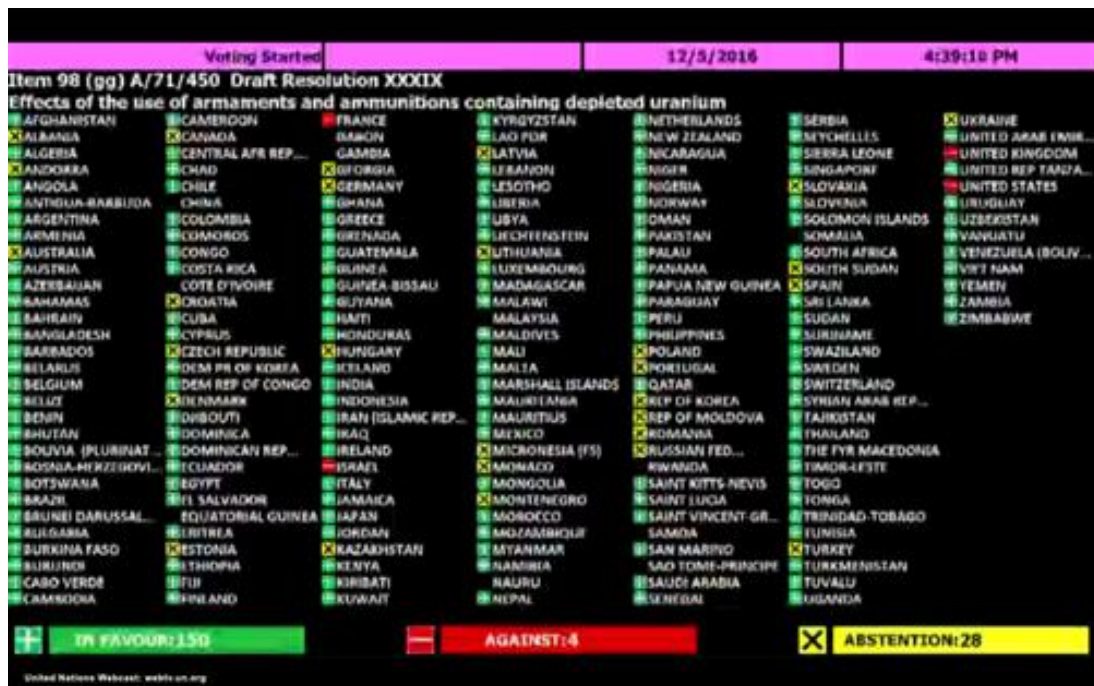 Voting Started 12/5/2016 4:39:10 PM
Item 98 (gg) A/71/450 Draft Resolution XXXIX
Effects of the use of armaments and ammunitions containing depleted uranium
AFGHANISTAN
ALBANIA
ALGERIA
ANDORRA
ANGOLA
ANTIGUA-BARBUDA
ARGENTINA
ARMENIA
AUSTRALIA
AUSTRIA
AZERBAIJAN
BAHAMAS
BAHRAIN
BANGLADESH
BARBADOS
BELARUS
BELGIUM
BELIZE
BENIN
BHUTAN
BOLIVIA (PLURINAT...
BOSNIA-HERZEGOVI...
BOTSWANA
BRAZIL
BRUNEI DARUSSAL...
BULGARIA
BURKINA FASO
BURUNDI
CABO VERDE
CAMBODIA
CAMEROON
CANADA
CENTRAL AFR REP...
CHAD
CHILE
CHINA
COLOMBIA
COMOROS
CONGO
COSTA RICA
COTE D'IVOIRE
CROATIA
CUBA
CYPRUS
CZECH REPUBLIC
DEM PR OF KOREA
DEM REP OF CONGO
DENMARK
DJIBOUTI
DOMINICA
DOMINICAN REP...
ECUADOR
EGYPT
EL SALVADOR
EQUATORIAL GUINEA
ERITREA
ESTONIA
ETHIOPIA
FIJI
FINLAND
FRANCE
GABON
GAMBIA
GEORGIA
GERMANY
GHANA
GREECE
GRENADA
GUATEMALA
GUINEA
GUINEA-BISSAU
GUYANA
HAITI
HONDURAS
HUNGARY
ICELAND
INDIA
INDONESIA
IRAN (ISLAMIC REP...
IRAQ
IRELAND
ISRAEL
ITALY
JAMAICA
JAPAN
JORDAN
KAZAKHSTAN
KENYA
KIRIBATI
KUWAIT
KYRGYZSTAN
LAO PDR
LATVIA
LEBANON
LESOTHO
LIBERIA
LIBYA
LIECHTENSTEIN
LITHUANIA
LUXEMBOURG
MADAGASCAR
MALAWI
MALAYSIA
MALDIVES
MALI
MALTA
MARSHALL ISLANDS
MAURITANIA
MAURITIUS
MEXICO
MICRONESIA (FS)
MONACO
MONGOLIA
MONTENEGRO
MOROCCO
MOZAMBIQUE
MYANMAR
NAMIBIA
NAURU
NEPAL
NETHERLANDS
NEW ZEALAND
NICARAGUA
NIGER
NIGERIA
NORWAY
OMAN
PAKISTAN
PALAU
PANAMA
PAPUA NEW GUINEA
PARAGUAY
PERU
PHILIPPINES
POLAND
PORTUGAL
QATAR
REP OF KOREA
REP OF MOLDOVA
ROMANIA
RUSSIAN FED...
RWANDA
SAINT KITTS-NEVIS
SAINT LUCIA
SAINT VINCENT-GR...
SAMOA
SAN MARINO
SAO TOME-PRINCIPE
SAUDI ARABIA
SENEGAL
SERBIA
SEYCHELLES
SIERRA LEONE
SINGAPORE
SLOVAKIA
SLOVENIA
SOLOMON ISLANDS
SOMALIA
SOUTH AFRICA
SOUTH SUDAN
SPAIN
SRI LANKA
SUDAN
SURINAME
SWAZILAND
SWEDEN
SWITZERLAND
SYRIAN ARAB REP...
TAJIKISTAN
THAILAND
THE FYR MACEDONIA
TIMOR-LESTE
TOGO
TONGA
TRINIDAD-TOBAGO
TUNISIA
TURKEY
TURKMENISTAN
TUVALU
UGANDA
UKRAINE
UNITED ARAB EMIR...
UNITED KINGDOM
UNITED REP TANZA...
UNITED STATES
URUGUAY
UZBEKISTAN
VANUATU
VENEZUELA (BOLIV...
VIET NAM
YEMEN
ZAMBIA
ZIMBABWE
IN FAVOUR:150 AGAINST:4 ABSTENTION:28
United Nations Webcast: webtv.un.org